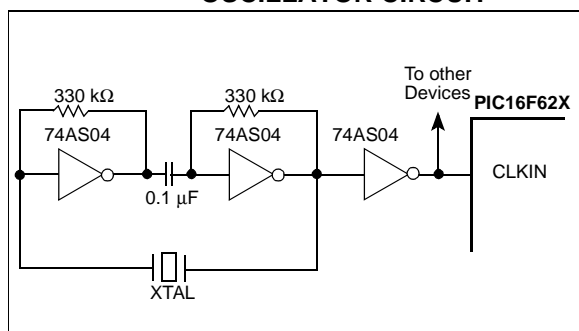 OSCILLATOR CIRCUIT
330 kΩ
330 kΩ
To other
Devices
PIC16F62X
74AS04
74AS04
74AS04
CLKIN
0.1 μF
XTAL